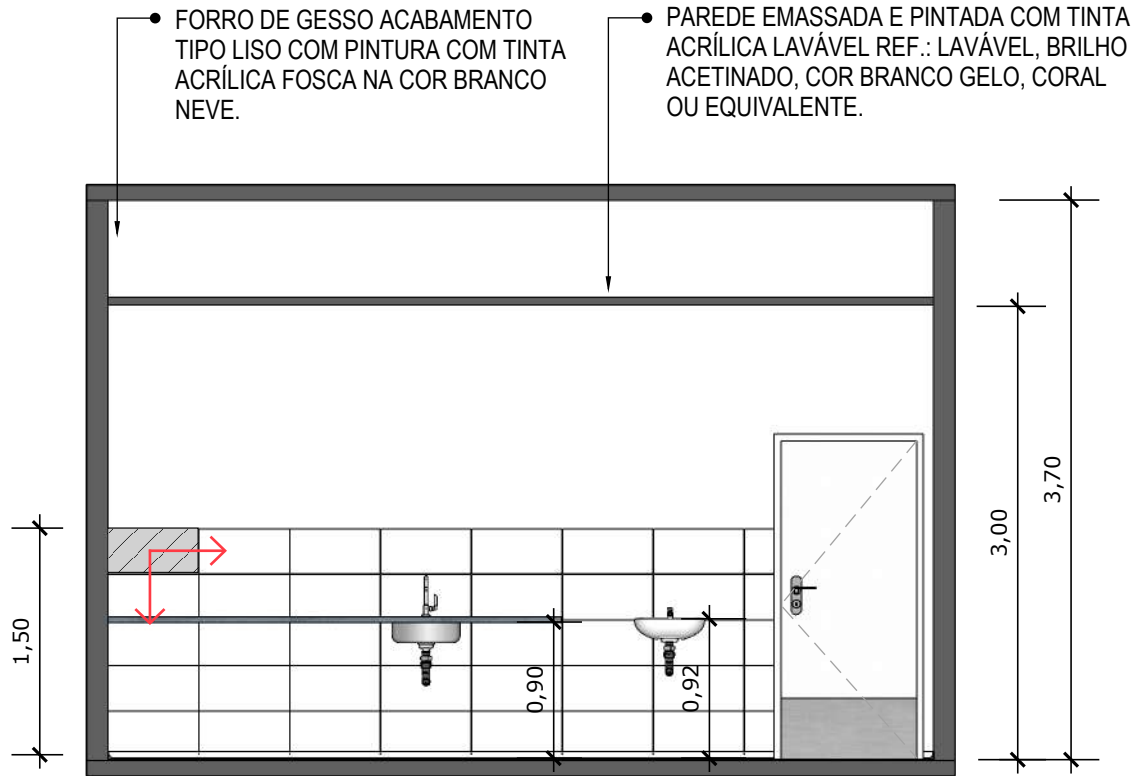 FORRO DE GESSO ACABAMENTO
TIPO LISO COM PINTURA COM TINTA
ACRÍLICA FOSCA NA COR BRANCO
NEVE.
PAREDE EMASSADA E PINTADA COM TINTA
ACRÍLICA LAVÁVEL REF.: LAVÁVEL, BRILHO
ACETINADO, COR BRANCO GELO, CORAL
OU EQUIVALENTE.
1,50
0,90
0,92
3,00
3,70